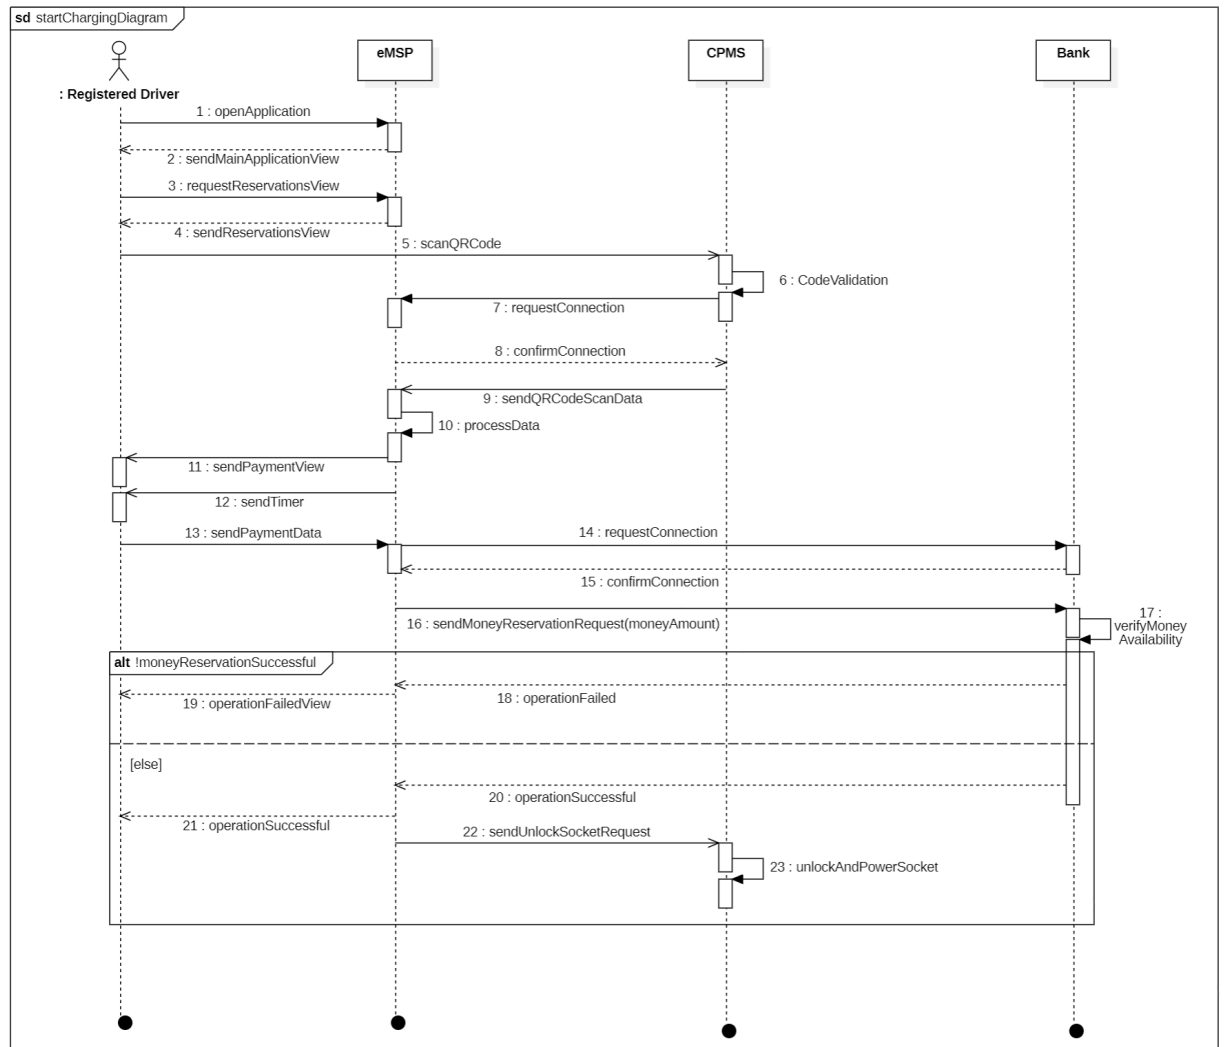 sd startChargingDiagram
eMSP
CPMS
Bank
: Registered Driver
1 : openApplication
2 : sendMainApplicationView
3 : requestReservationsView
4 : sendReservationsView
5 : scanQRCode
6 : CodeValidation
7 : requestConnection
8 : confirmConnection
9 : sendQRCodeScanData
10 : processData
11 : sendPaymentView
12 : sendTimer
13 : sendPaymentData
14 : requestConnection
15 : confirmConnection
16 : sendMoneyReservationRequest(moneyAmount)
17 :
verifyMoney
Availability
alt !moneyReservationSuccessful
18 : operationFailed
19 : operationFailedView
[else]
20 : operationSuccessful
21 : operationSuccessful
22 : sendUnlockSocketRequest
23 : unlockAndPowerSocket